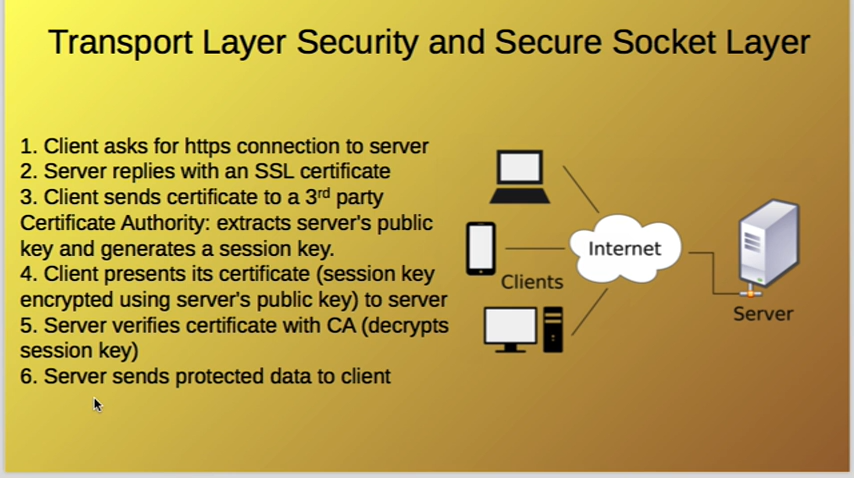 Transport Layer Security and Secure Socket Layer
1. Client asks for https connection to server
2. Server replies with an SSL certificate
3. Client sends certificate to a 3rd party
Certificate Authority: extracts server's public
key and generates a session key.
4. Client presents its certificate (session key
encrypted using server's public key) to server
5. Server verifies certificate with CA (decrypts
session key)
6. Server sends protected data to client
Internet
Clients
Server